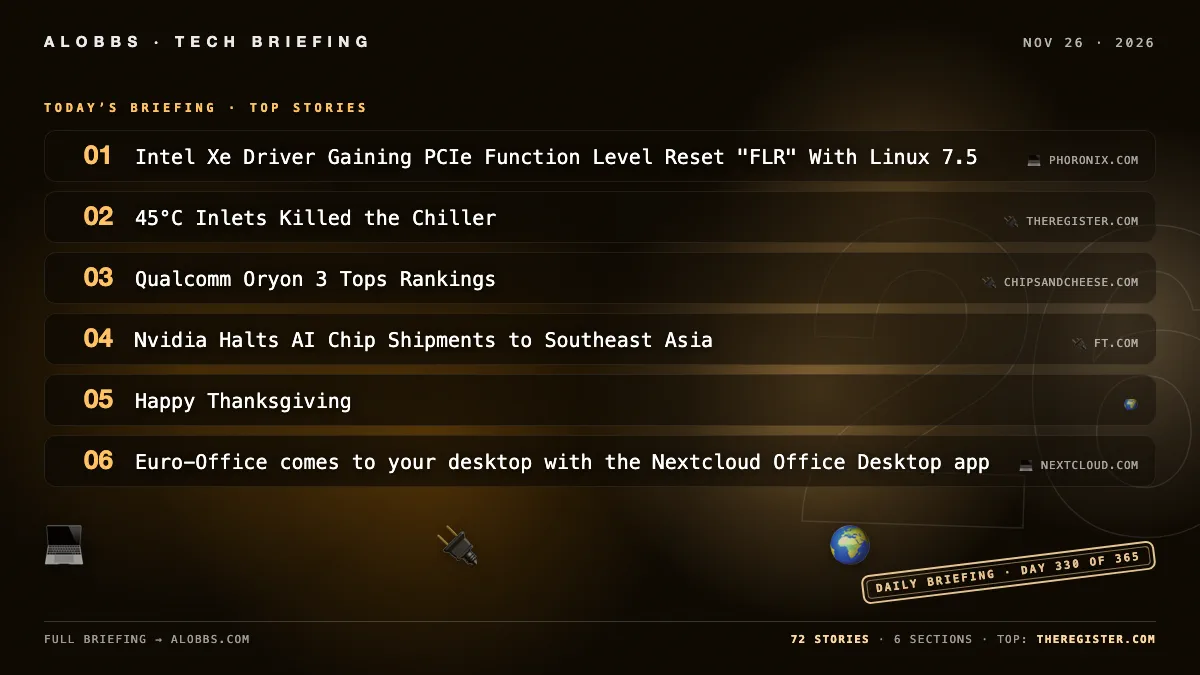 ALOBBS · TECH BRIEFING
NOV 26 · 2026
TODAY'S BRIEFING · TOP STORIES
01 Intel Xe Driver Gaining PCIe Function Level Reset "FLR" With Linux 7.5 PHORONIX.COM
02 45°C Inlets Killed the Chiller THEREGISTER.COM
03 Qualcomm Oryon 3 Tops Rankings CHIPSANDCHEESE.COM
04 Nvidia Halts AI Chip Shipments to Southeast Asia FT.COM
05 Happy Thanksgiving
06 Euro-Office comes to your desktop with the Nextcloud Office Desktop app NEXTCLOUD.COM
26
DAILY BRIEFING · DAY 330 OF 365
FULL BRIEFING → ALOBBS.COM
72 STORIES · 6 SECTIONS · TOP: THEREGISTER.COM